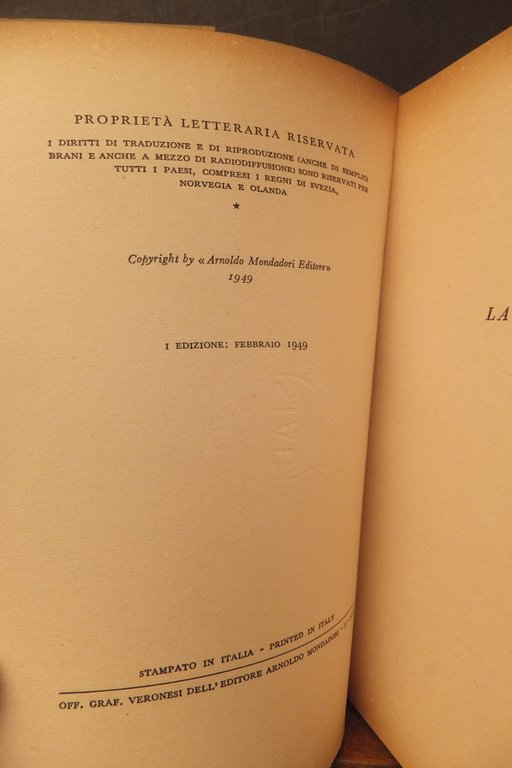 PROPRIETÀ LETTERARIA RISERVATA
I DIRITTI DI TRADUZIONE E DI RIPRODUZIONE (ANCHE DI SEMPLICI
BRANI E ANCHE A MEZZO DI RADIODIFFUSIONE) SONO RISERVATI PER
TUTTI I PAESI, COMPRESI I REGNI DI SVEZIA,
NORVEGIA E OLANDA
*
Copyright by « Arnoldo Mondadori Editore »
1949
I EDIZIONE: FEBBRAIO 1949
STAMPATO IN ITALIA - PRINTED IN ITALY
OFF. GRAF. VERONESI DELL'EDITORE ARNOLDO MONDADORI
LA